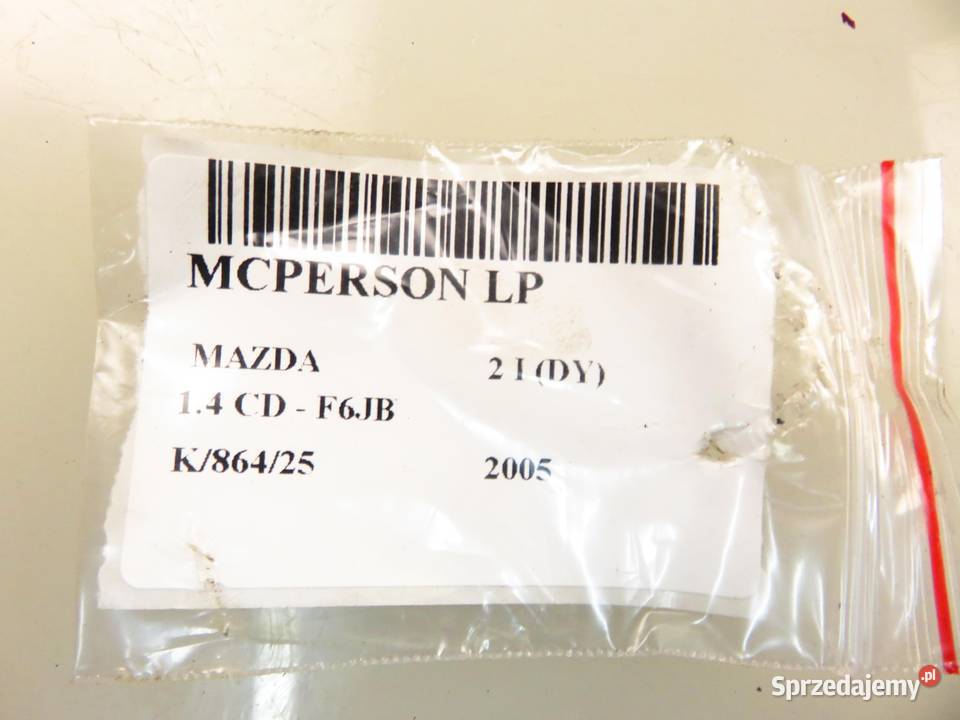 MCPERSON LP
MAZDA 2 I (DY)
1.4 CD - F6JB
K/864/25 2005
Sprzedajemy.pl